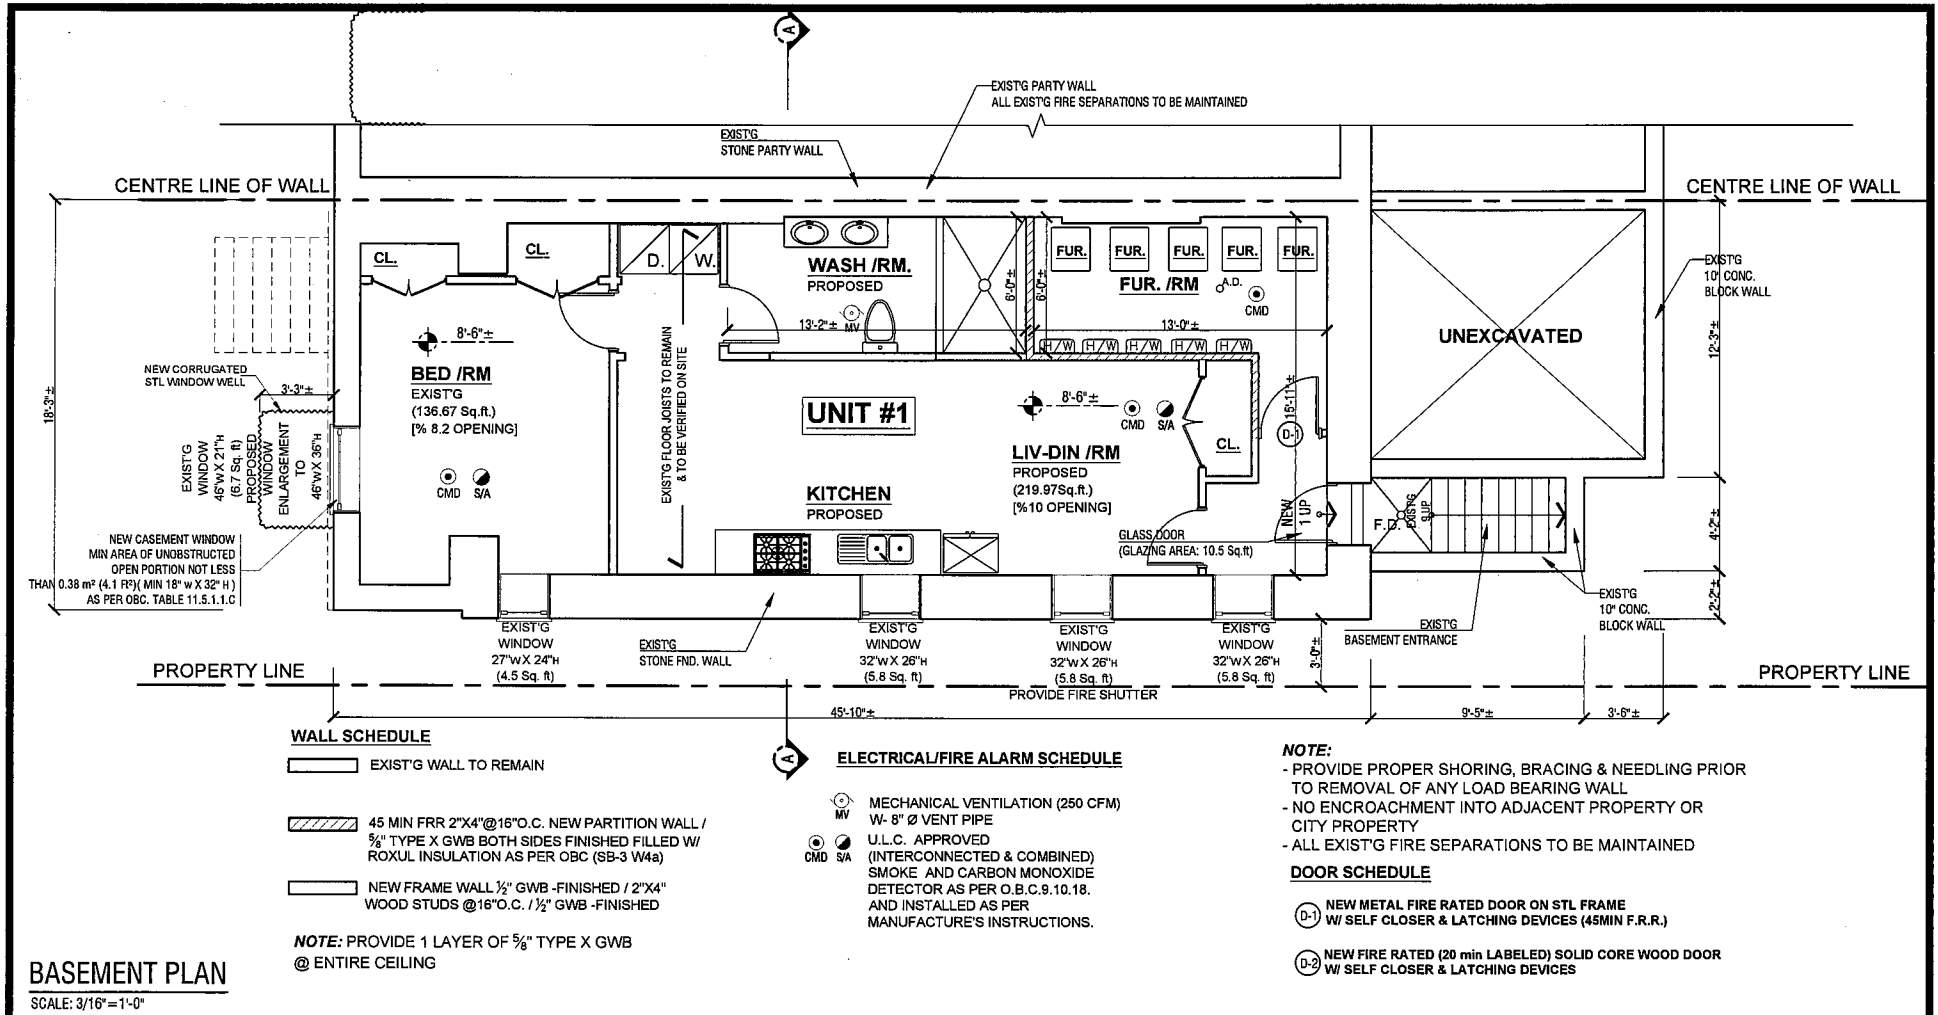 A
EXIST'G PARTY WALL
ALL EXIST'G FIRE SEPARATIONS TO BE MAINTAINED
EXIST'G
STONE PARTY WALL
CENTRE LINE OF WALL
CENTRE LINE OF WALL
CL.
CL.
D.
W.
WASH /RM.
PROPOSED
MV
13'-2"±
6'-0"±
6'-0"±
FUR.
FUR.
FUR.
FUR.
FUR.
FUR. /RM
A.D.
CMD
13'-0"±
H/W
H/W
H/W
H/W
H/W
EXIST'G
10" CONC.
BLOCK WALL
UNEXCAVATED
12'-3"±
18'-3"±
NEW CORRUGATED
STL WINDOW WELL
3'-3"±
8'-6"±
BED /RM
EXIST'G
(136.67 Sq.ft.)
[% 8.2 OPENING]
CMD
S/A
EXIST'G FLOOR JOISTS TO REMAIN
& TO BE VERIFIED ON SITE
UNIT #1
8'-6"±
CMD
S/A
15'-11"±
D-1
CL.
LIV-DIN /RM
PROPOSED
(219.97Sq.ft.)
[%10 OPENING]
KITCHEN
PROPOSED
EXIST'G
WINDOW
46"W X 21"H
(6.7 Sq. ft)
PROPOSED
WINDOW
ENLARGEMENT
TO
46"W X 36"H
GLASS DOOR
(GLAZING AREA: 10.5 Sq.ft)
NEW
1 UP
F.D.
EXIST'G
9 UP
4'-2"±
2'-2"±
NEW CASEMENT WINDOW
MIN AREA OF UNOBSTRUCTED
OPEN PORTION NOT LESS
THAN 0.38 m² (4.1 Ft²)( MIN 18" w X 32" H )
AS PER OBC. TABLE 11.5.1.1.C
EXIST'G
WINDOW
27"W X 24"H
(4.5 Sq. ft)
EXIST'G
STONE FND. WALL
EXIST'G
WINDOW
32"W X 26"H
(5.8 Sq. ft)
EXIST'G
WINDOW
32"W X 26"H
(5.8 Sq. ft)
EXIST'G
WINDOW
32"W X 26"H
(5.8 Sq. ft)
3'-0"±
EXIST'G
BASEMENT ENTRANCE
EXIST'G
10" CONC.
BLOCK WALL
PROPERTY LINE
PROPERTY LINE
PROVIDE FIRE SHUTTER
45'-10"±
9'-5"±
3'-6"±
A
WALL SCHEDULE
EXIST'G WALL TO REMAIN
45 MIN FRR 2"X4"@16"O.C. NEW PARTITION WALL /
5/8" TYPE X GWB BOTH SIDES FINISHED FILLED W/
ROXUL INSULATION AS PER OBC (SB-3 W4a)
NEW FRAME WALL ½" GWB -FINISHED / 2"X4"
WOOD STUDS @16"O.C. / ½" GWB -FINISHED
NOTE: PROVIDE 1 LAYER OF 5/8" TYPE X GWB
@ ENTIRE CEILING
ELECTRICAL/FIRE ALARM SCHEDULE
MV
MECHANICAL VENTILATION (250 CFM)
W- 8" Ø VENT PIPE
CMD S/A
U.L.C. APPROVED
(INTERCONNECTED & COMBINED)
SMOKE AND CARBON MONOXIDE
DETECTOR AS PER O.B.C.9.10.18.
AND INSTALLED AS PER
MANUFACTURE'S INSTRUCTIONS.
NOTE:
- PROVIDE PROPER SHORING, BRACING & NEEDLING PRIOR
TO REMOVAL OF ANY LOAD BEARING WALL
- NO ENCROACHMENT INTO ADJACENT PROPERTY OR
CITY PROPERTY
- ALL EXIST'G FIRE SEPARATIONS TO BE MAINTAINED
DOOR SCHEDULE
D-1 NEW METAL FIRE RATED DOOR ON STL FRAME
W/ SELF CLOSER & LATCHING DEVICES (45MIN F.R.R.)
D-2 NEW FIRE RATED (20 min LABELED) SOLID CORE WOOD DOOR
W/ SELF CLOSER & LATCHING DEVICES
BASEMENT PLAN
SCALE: 3/16"=1'-0"